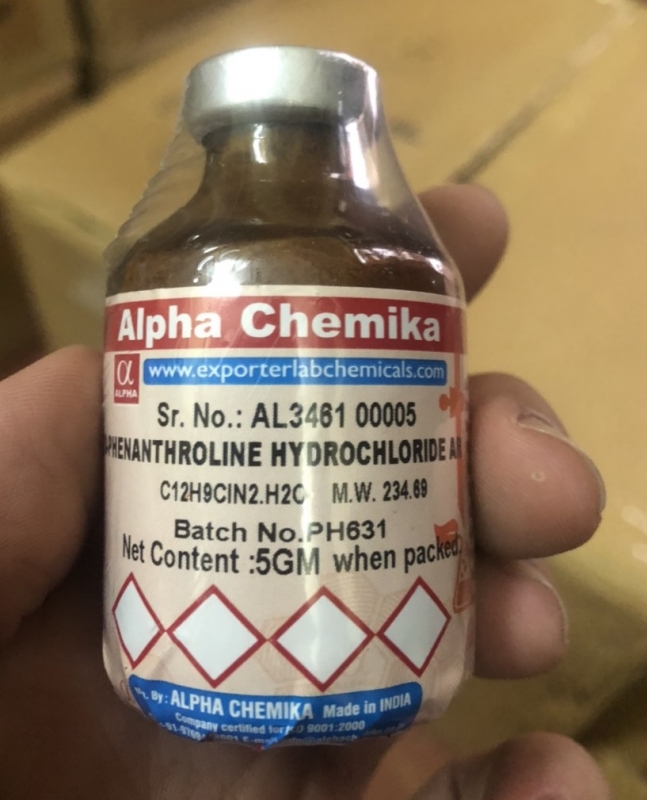 Alpha Chemika
α
ALPHA
www.exporterlabchemicals.com
Sr. No.: AL3461 00005
PHENANTHROLINE HYDROCHLORIDE AR
C12H9ClN2.H2O M.W. 234.69
Batch No.PH631
Net Content :5GM when packed
By: ALPHA CHEMIKA Made in INDIA
Company certified for ISO 9001:2000